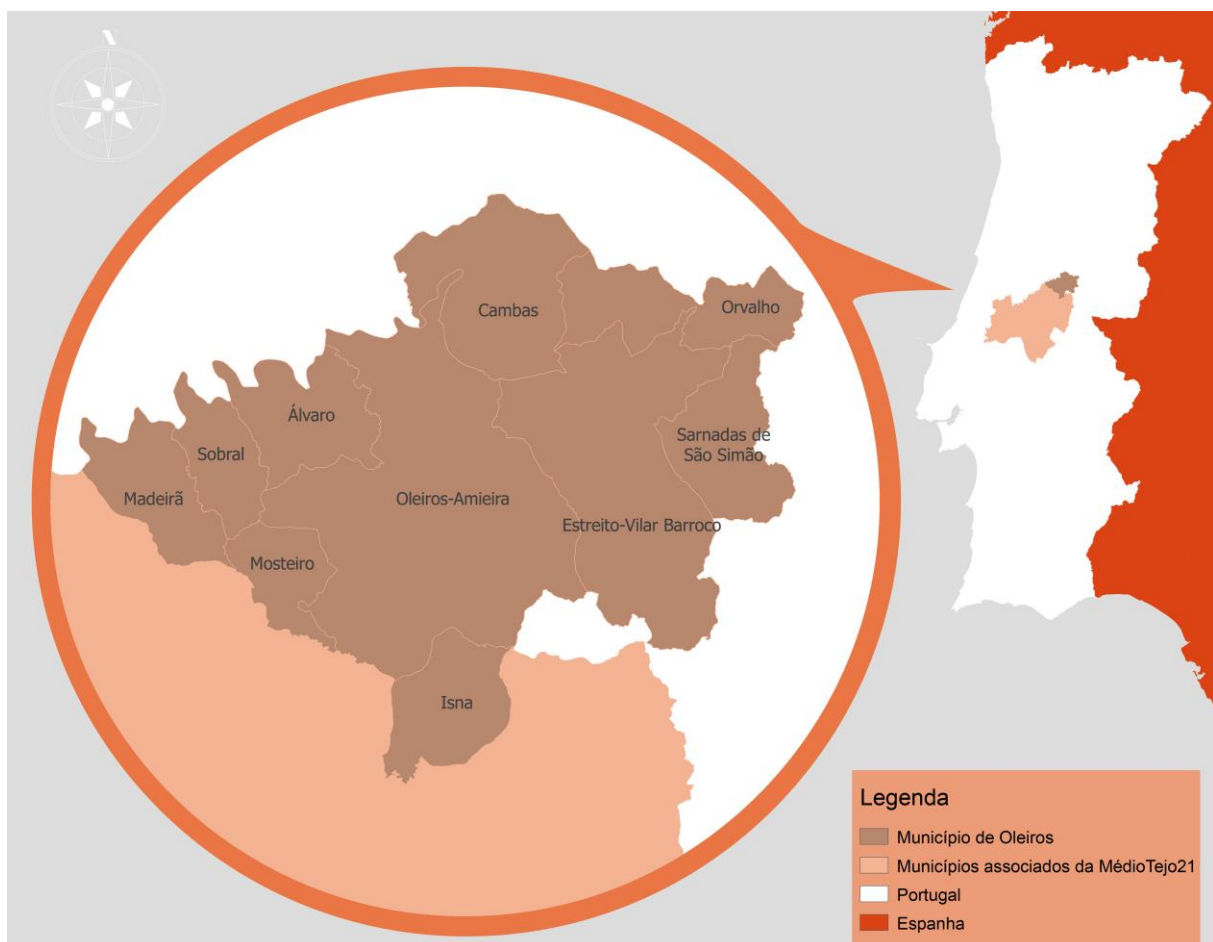 N
Cambas
Orvalho
Álvaro
Sobral
Sarnadas de
São Simão
Madeirã
Oleiros-Amieira
Estreito-Vilar Barroco
Mosteiro
Isna
Legenda
Município de Oleiros
Municípios associados da MédioTejo21
Portugal
Espanha